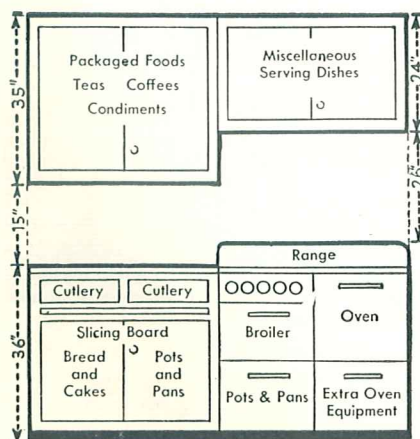 Packaged Foods
Teas Coffees
Condiments
Miscellaneous
Serving Dishes
35"
24"
15"
26"
36"
Range
Cutlery Cutlery
Slicing Board
Bread
and
Cakes
Pots
and
Pans
Broiler
Oven
Pots & Pans
Extra Oven
Equipment